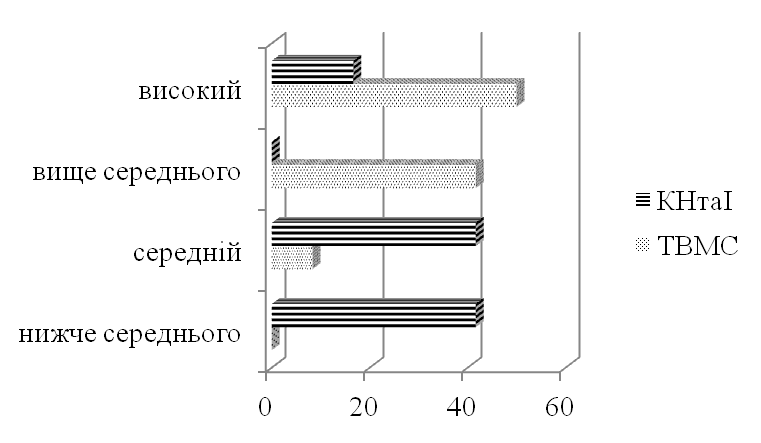 високий
вище середнього
середній
нижче середнього
0 20 40 60
КНтаІ
ТВМС